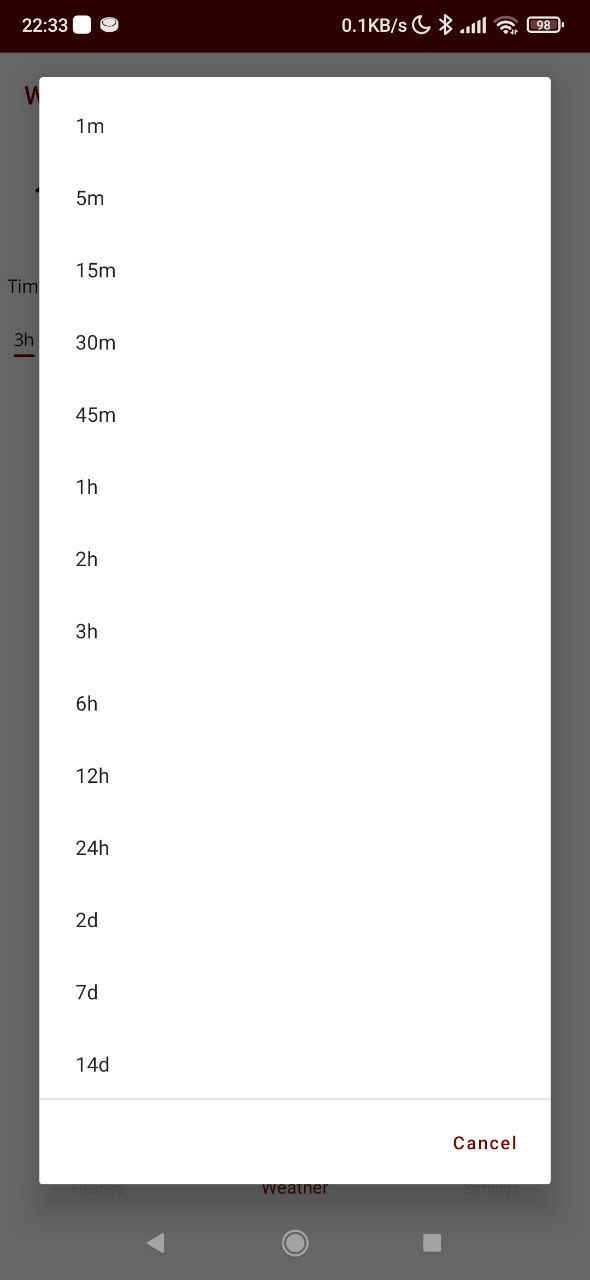 22:33 0.1KB/s 98
W
1m
5m
15m
Tim
30m
3h
45m
1h
2h
3h
6h
12h
24h
2d
7d
14d
Cancel
Heaters Weather Settings